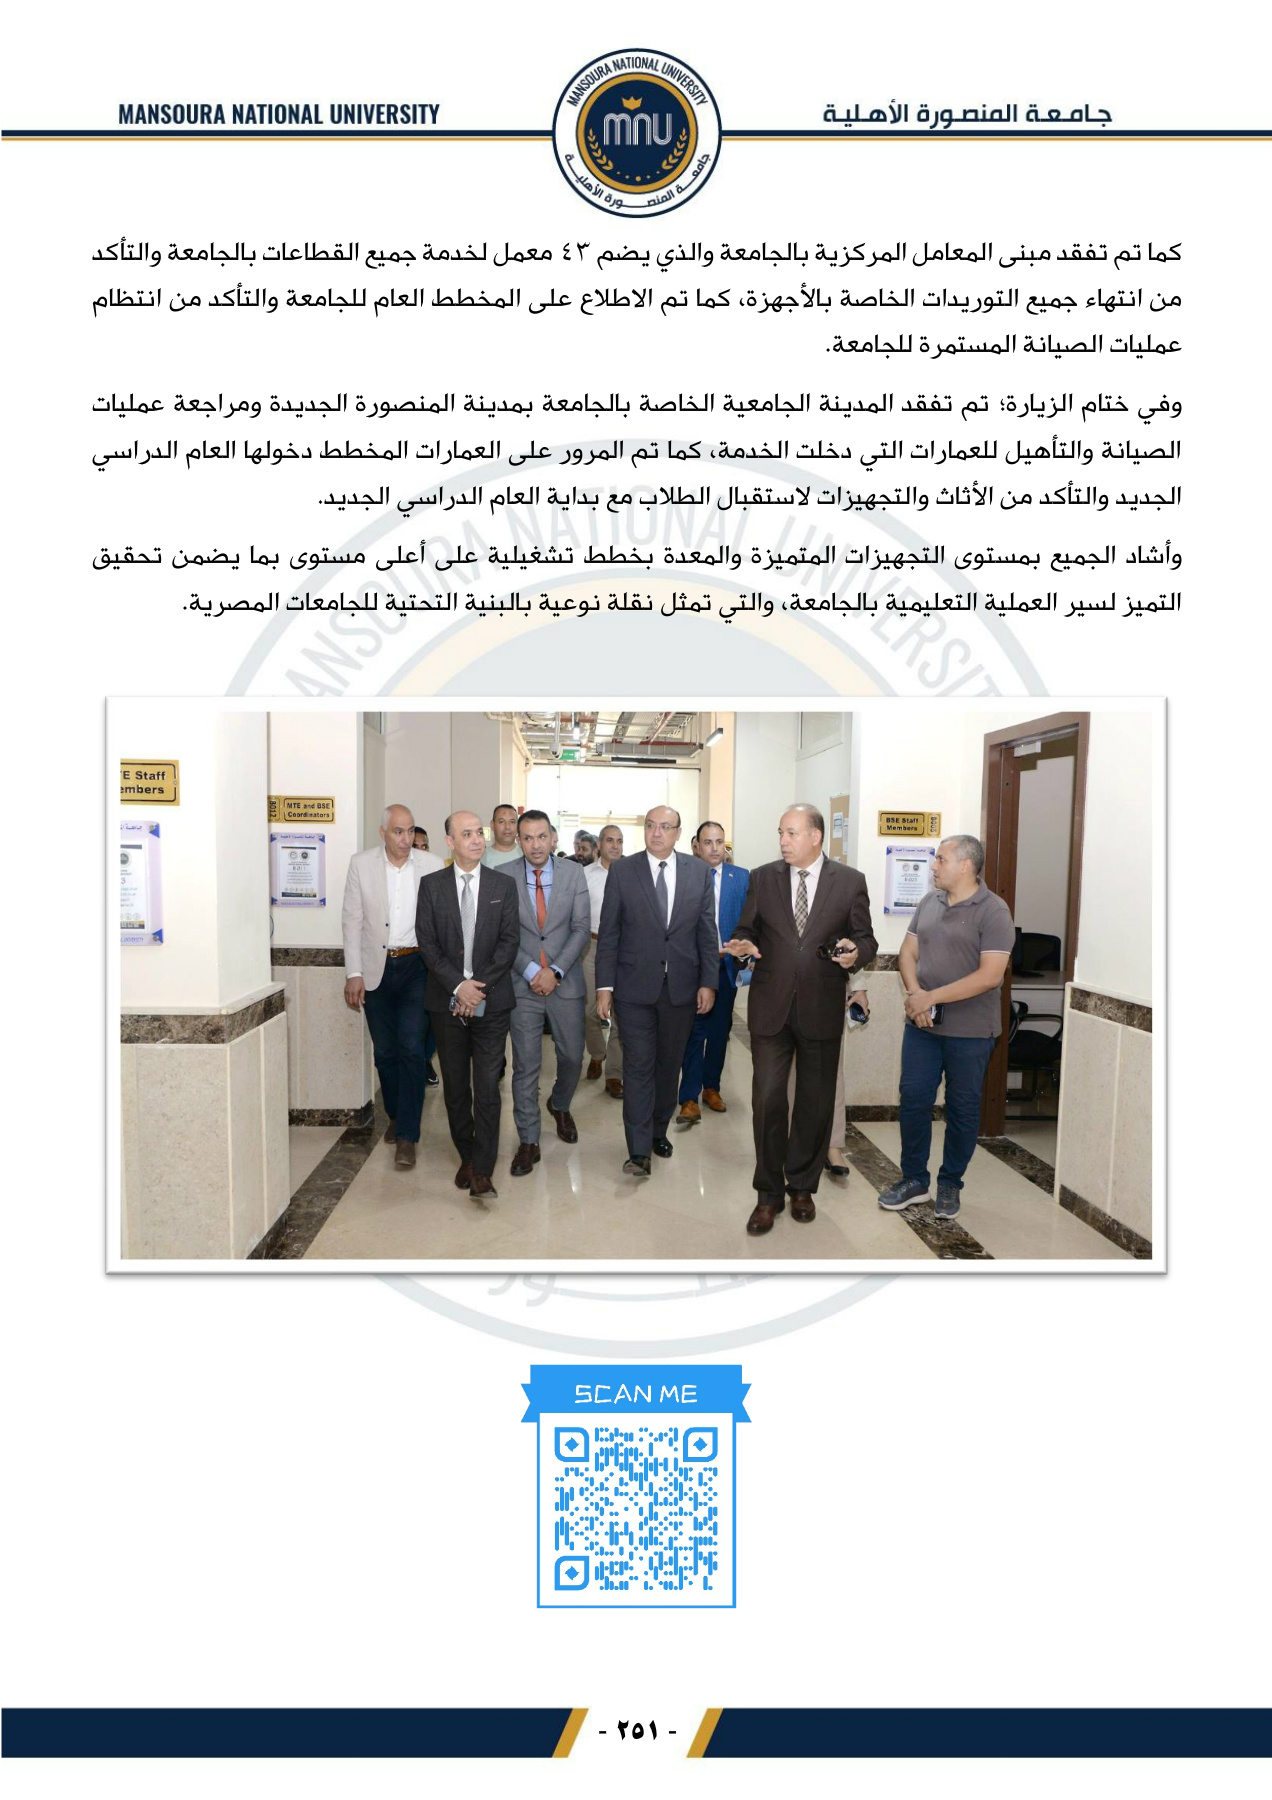 MANSOURA NATIONAL UNIVERSITY
جامعة المنصورة الأهلية
MANSOURA NATIONAL UNIVERSITY
mnu
جامعة المنصورة الأهلية
كما تم تفقد مبنى المعامل المركزية بالجامعة والذي يضم ٤٣ معمل لخدمة جميع القطاعات بالجامعة والتأكد
من انتهاء جميع التوريدات الخاصة بالأجهزة، كما تم الاطلاع على المخطط العام للجامعة والتأكد من انتظام
عمليات الصيانة المستمرة للجامعة.
وفي ختام الزيارة؛ تم تفقد المدينة الجامعية الخاصة بالجامعة بمدينة المنصورة الجديدة ومراجعة عمليات
الصيانة والتأهيل للعمارات التي دخلت الخدمة، كما تم المرور على العمارات المخطط دخولها العام الدراسي
الجديد والتأكد من الأثاث والتجهيزات لاستقبال الطلاب مع بداية العام الدراسي الجديد.
وأشاد الجميع بمستوى التجهيزات المتميزة والمعدة بخطط تشغيلية على أعلى مستوى بما يضمن تحقيق
التميز لسير العملية التعليمية بالجامعة، والتي تمثل نقلة نوعية بالبنية التحتية للجامعات المصرية.
E Staff
embers
MTE and BSE
Coordinators
BSE Staff
Members
SCAN ME
- ٢٥١ -